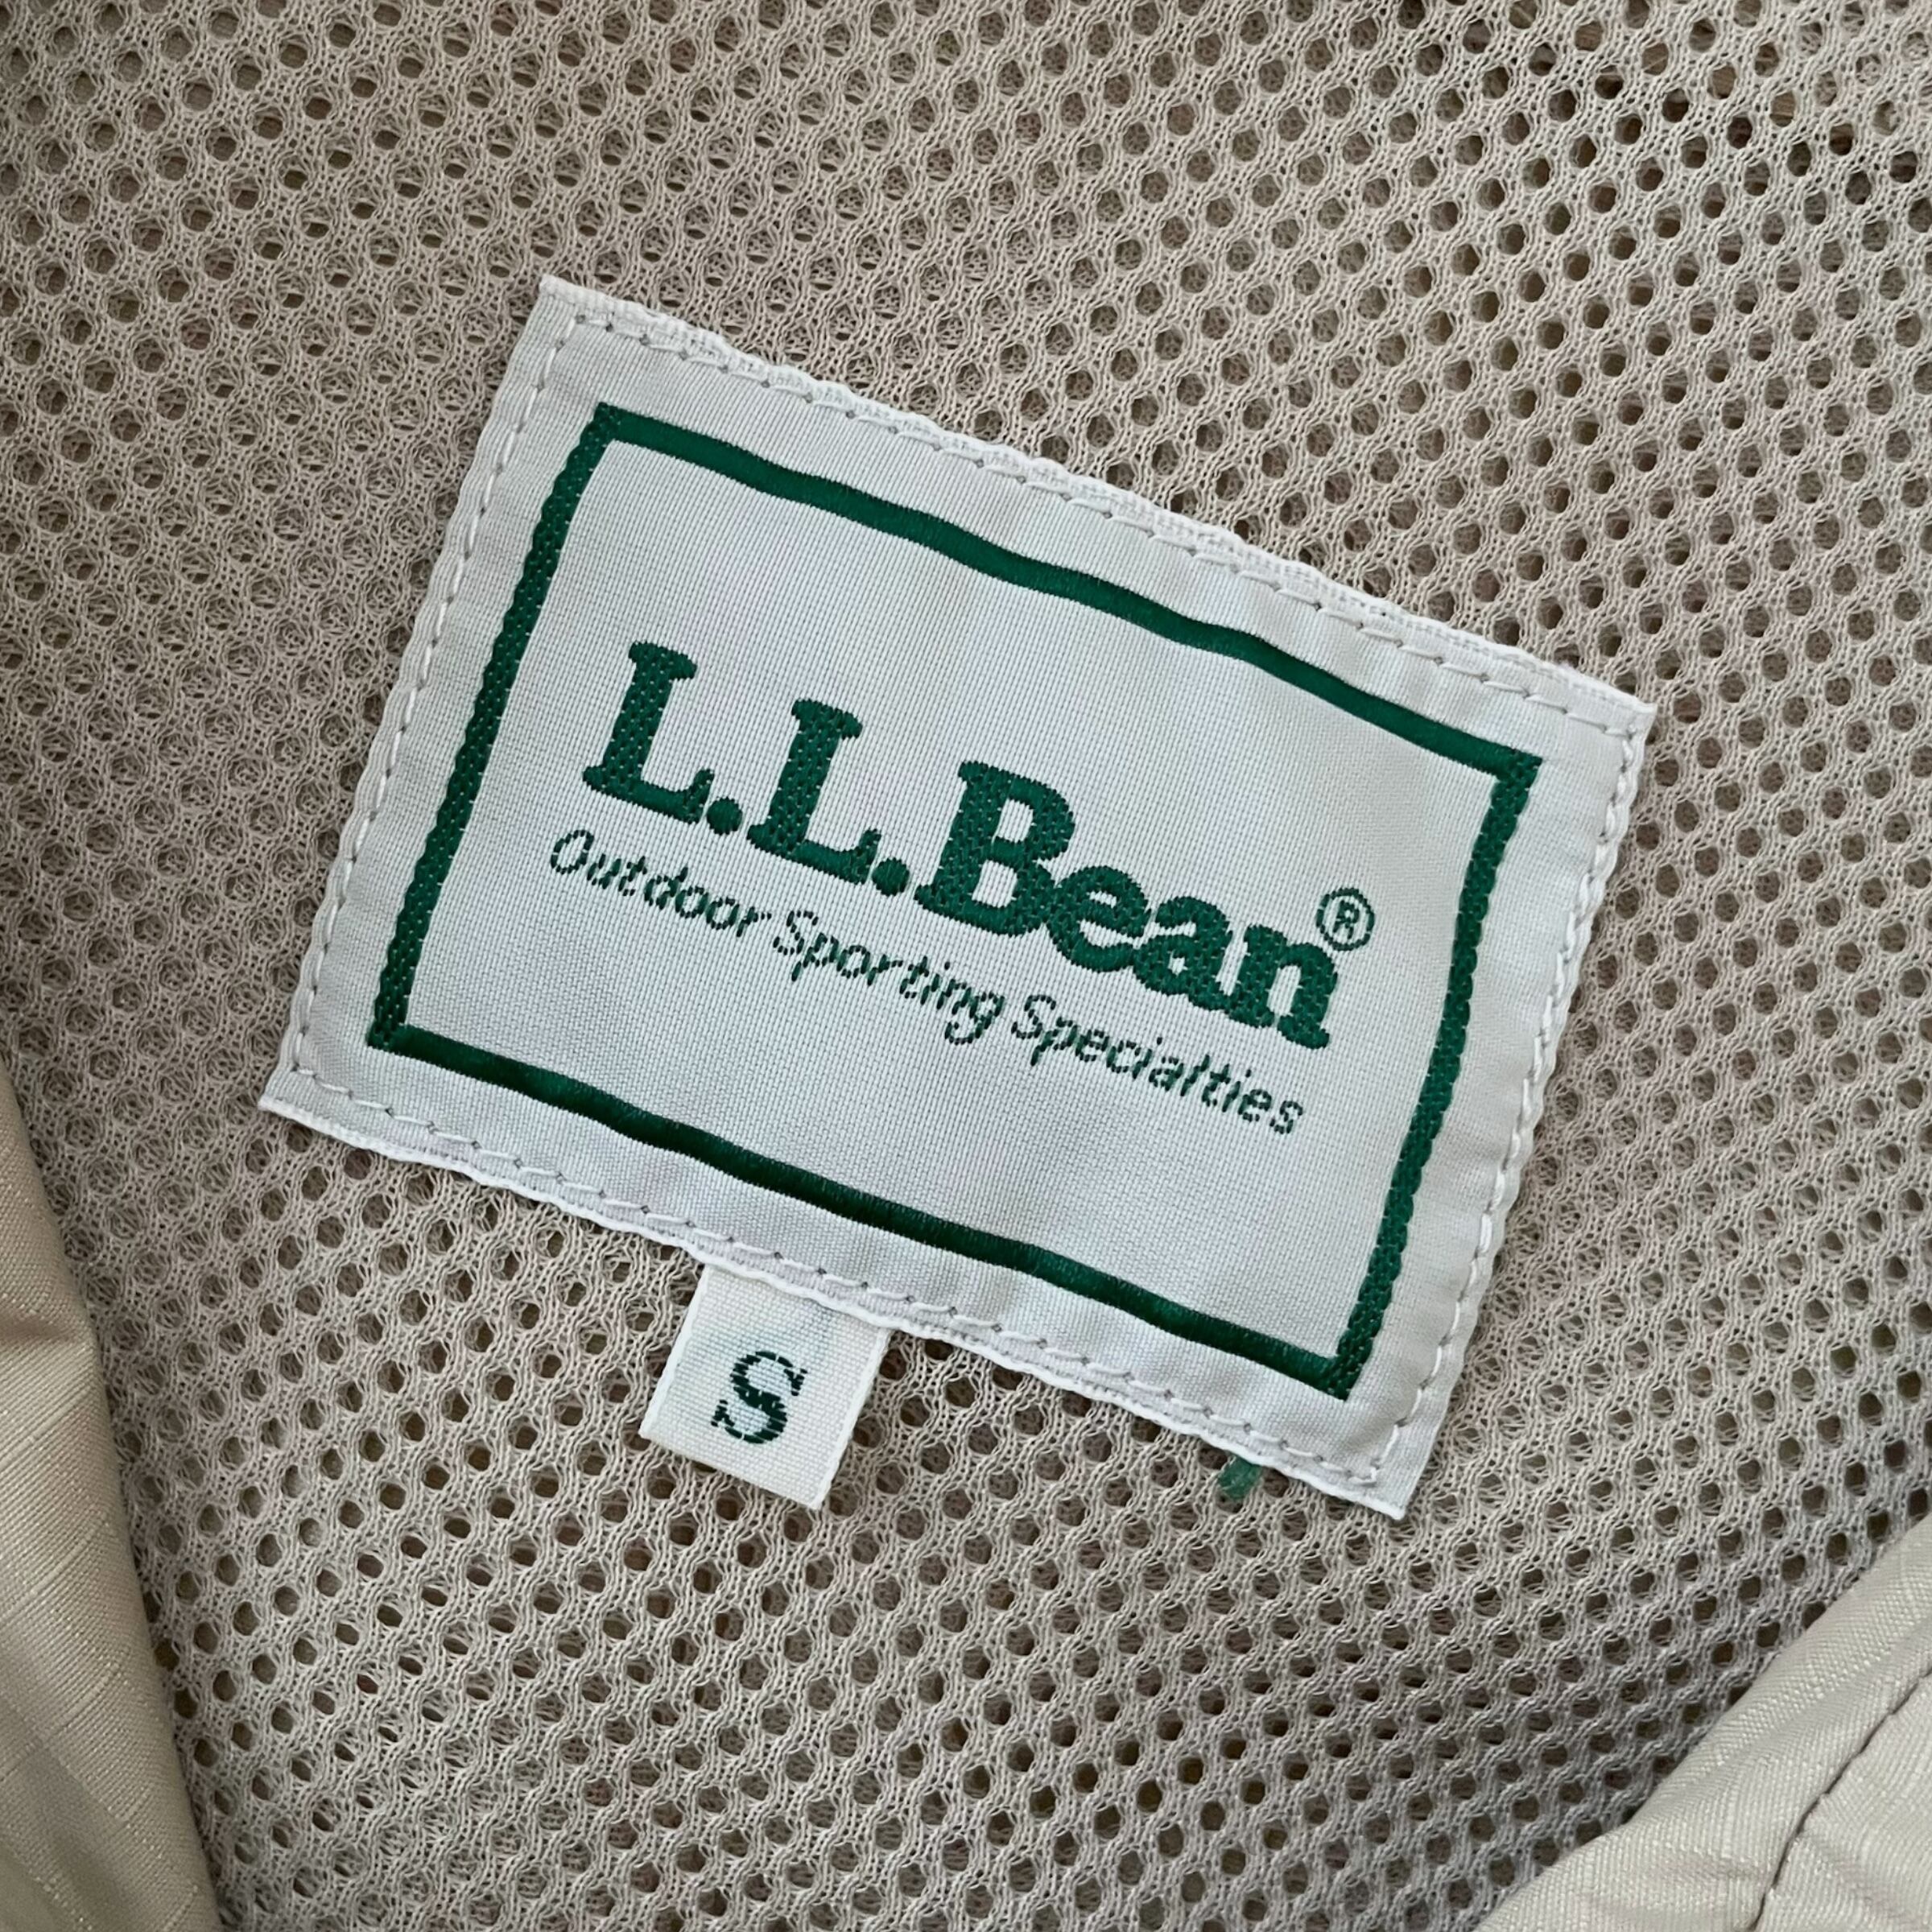 L.L.Bean®
Outdoor Sporting Specialties
S